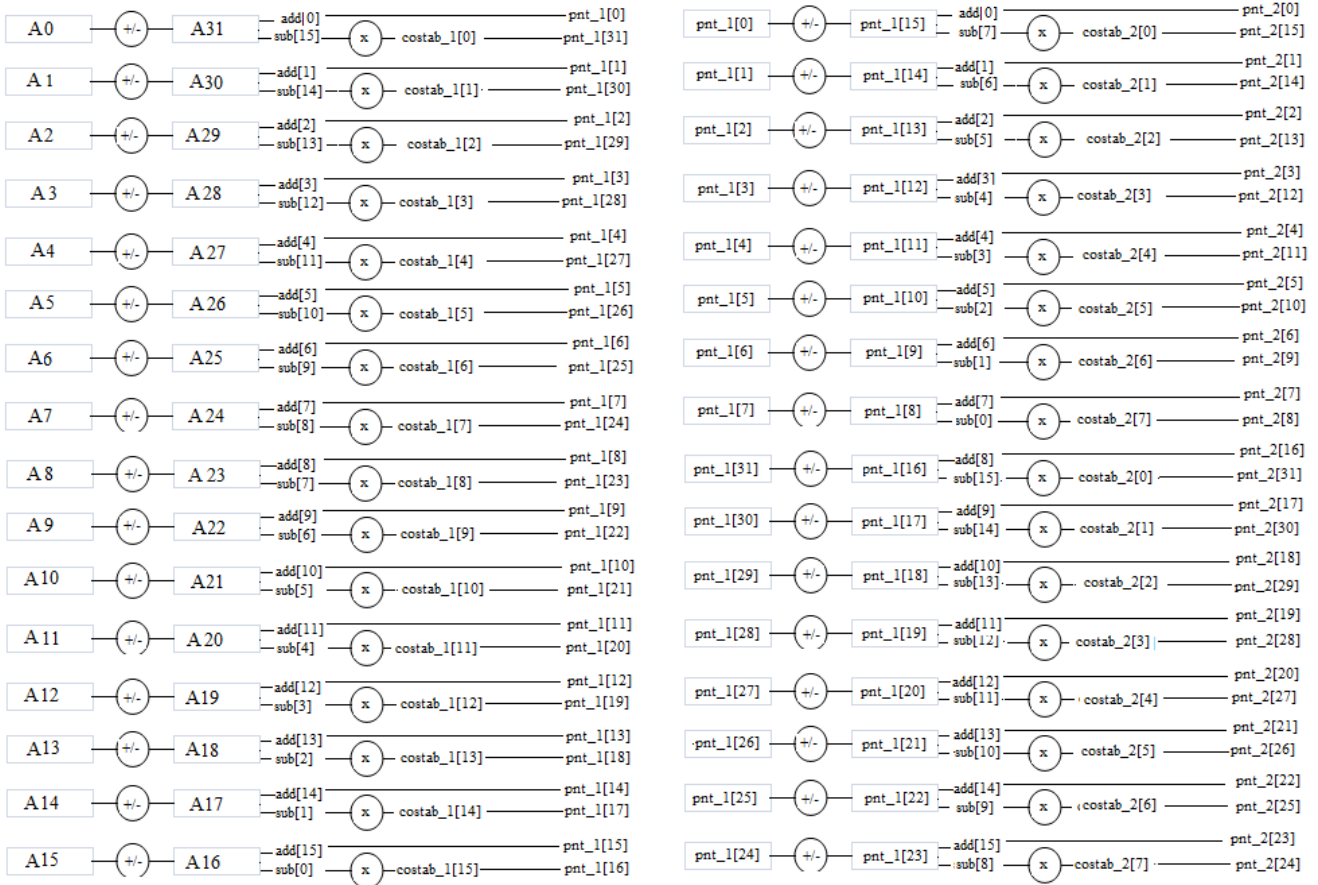 A0 +/- A31 add[0] sub[15] x costab_1[0] pnt_1[0] pnt_1[31]
A1 +/- A30 add[1] sub[14] x costab_1[1] pnt_1[1] pnt_1[30]
A2 +/- A29 add[2] sub[13] x costab_1[2] pnt_1[2] pnt_1[29]
A3 +/- A28 add[3] sub[12] x costab_1[3] pnt_1[3] pnt_1[28]
A4 +/- A27 add[4] sub[11] x costab_1[4] pnt_1[4] pnt_1[27]
A5 +/- A26 add[5] sub[10] x costab_1[5] pnt_1[5] pnt_1[26]
A6 +/- A25 add[6] sub[9] x costab_1[6] pnt_1[6] pnt_1[25]
A7 +/- A24 add[7] sub[8] x costab_1[7] pnt_1[7] pnt_1[24]
A8 +/- A23 add[8] sub[7] x costab_1[8] pnt_1[8] pnt_1[23]
A9 +/- A22 add[9] sub[6] x costab_1[9] pnt_1[9] pnt_1[22]
A10 +/- A21 add[10] sub[5] x costab_1[10] pnt_1[10] pnt_1[21]
A11 +/- A20 add[11] sub[4] x costab_1[11] pnt_1[11] pnt_1[20]
A12 +/- A19 add[12] sub[3] x costab_1[12] pnt_1[12] pnt_1[19]
A13 +/- A18 add[13] sub[2] x costab_1[13] pnt_1[13] pnt_1[18]
A14 +/- A17 add[14] sub[1] x costab_1[14] pnt_1[14] pnt_1[17]
A15 +/- A16 add[15] sub[0] x costab_1[15] pnt_1[15] pnt_1[16]
pnt_1[0] +/- pnt_1[15] add[0] sub[7] x costab_2[0] pnt_2[0] pnt_2[15]
pnt_1[1] +/- pnt_1[14] add[1] sub[6] x costab_2[1] pnt_2[1] pnt_2[14]
pnt_1[2] +/- pnt_1[13] add[2] sub[5] x costab_2[2] pnt_2[2] pnt_2[13]
pnt_1[3] +/- pnt_1[12] add[3] sub[4] x costab_2[3] pnt_2[3] pnt_2[12]
pnt_1[4] +/- pnt_1[11] add[4] sub[3] x costab_2[4] pnt_2[4] pnt_2[11]
pnt_1[5] +/- pnt_1[10] add[5] sub[2] x costab_2[5] pnt_2[5] pnt_2[10]
pnt_1[6] +/- pnt_1[9] add[6] sub[1] x costab_2[6] pnt_2[6] pnt_2[9]
pnt_1[7] +/- pnt_1[8] add[7] sub[0] x costab_2[7] pnt_2[7] pnt_2[8]
pnt_1[31] +/- pnt_1[16] add[8] sub[15] x costab_2[0] pnt_2[16] pnt_2[31]
pnt_1[30] +/- pnt_1[17] add[9] sub[14] x costab_2[1] pnt_2[17] pnt_2[30]
pnt_1[29] +/- pnt_1[18] add[10] sub[13] x costab_2[2] pnt_2[18] pnt_2[29]
pnt_1[28] +/- pnt_1[19] add[11] sub[12] x costab_2[3] pnt_2[19] pnt_2[28]
pnt_1[27] +/- pnt_1[20] add[12] sub[11] x costab_2[4] pnt_2[20] pnt_2[27]
pnt_1[26] +/- pnt_1[21] add[13] sub[10] x costab_2[5] pnt_2[21] pnt_2[26]
pnt_1[25] +/- pnt_1[22] add[14] sub[9] x costab_2[6] pnt_2[22] pnt_2[25]
pnt_1[24] +/- pnt_1[23] add[15] sub[8] x costab_2[7] pnt_2[23] pnt_2[24]